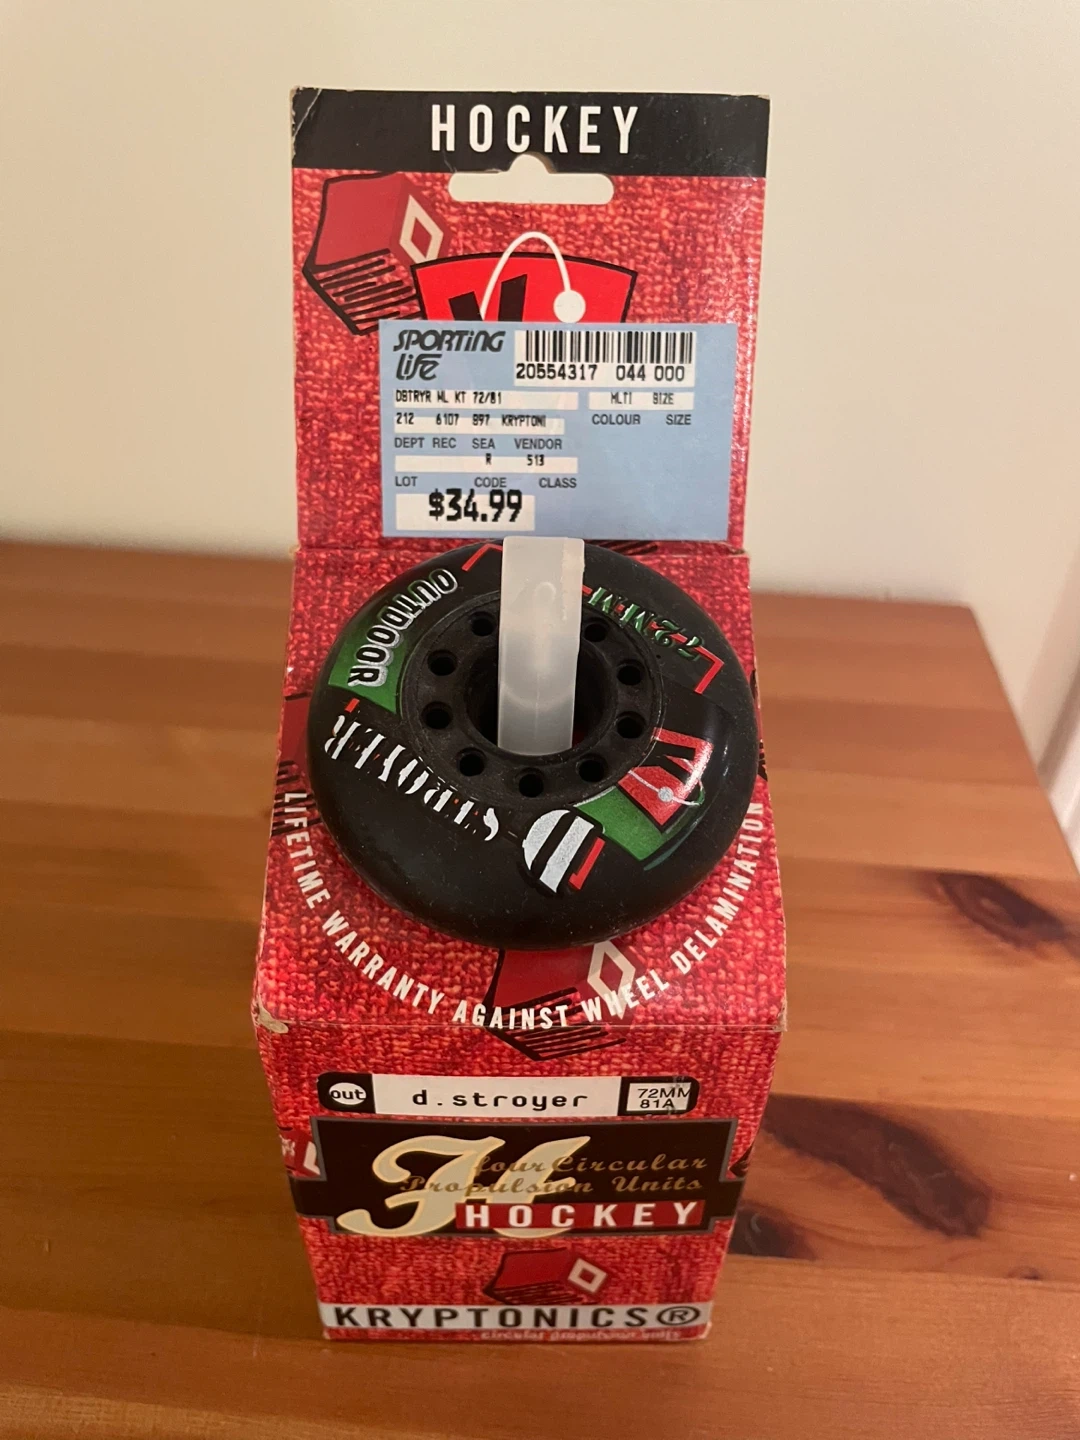 HOCKEY
SPORTING
Life
20554317 044 000
DBTRYR WL KT 72/81
MLTI SIZE
212 6107 897 KRYPTONI
COLOUR SIZE
DEPT REC SEA VENDOR
R 513
LOT CODE CLASS
$34.99
OUTDOOR
72MM
D.STROYER
LIFETIME WARRANTY AGAINST WHEEL DELAMINATION
out
d.stroyer
72MM
81A
Four Circular
Propulsion Units
HOCKEY
KRYPTONICS®
circular propulsion units